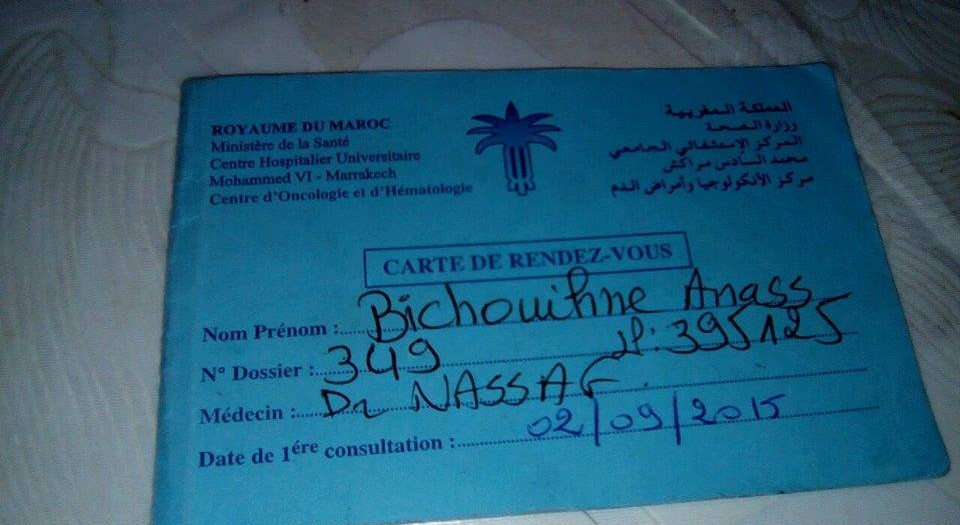 ROYAUME DU MAROC
Ministère de la Santé
Centre Hospitalier Universitaire
Mohammed VI - Marrakech
Centre d'Oncologie et d'Hématologie
المملكة المغربية
وزارة الصحة
المركز الإستشفائي الجامعي
محمد السادس مراكش
مركز الأنكولوجيا وأمراض الدم
CARTE DE RENDEZ-VOUS
Nom Prénom : Bichouihne Anass
N° Dossier : 349 : 395125
Médecin : Dr NASSAF
Date de 1ére consultation : 02/09/2015